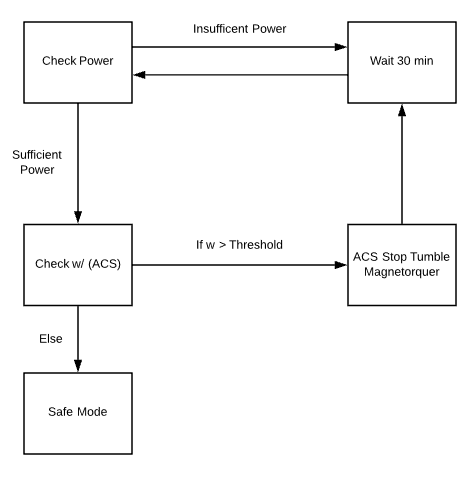 Insufficent Power
Check Power
Wait 30 min
Sufficient
Power
If w > Threshold
Check w/ (ACS)
ACS Stop Tumble
Magnetorquer
Else
Safe Mode